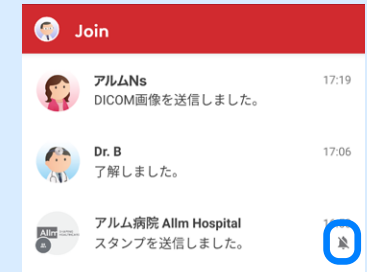 Join
アルムNs
17:19
DICOM画像を送信しました。
Dr. B
17:06
了解しました。
アルム病院 Allm Hospital
スタンプを送信しました。
Allm